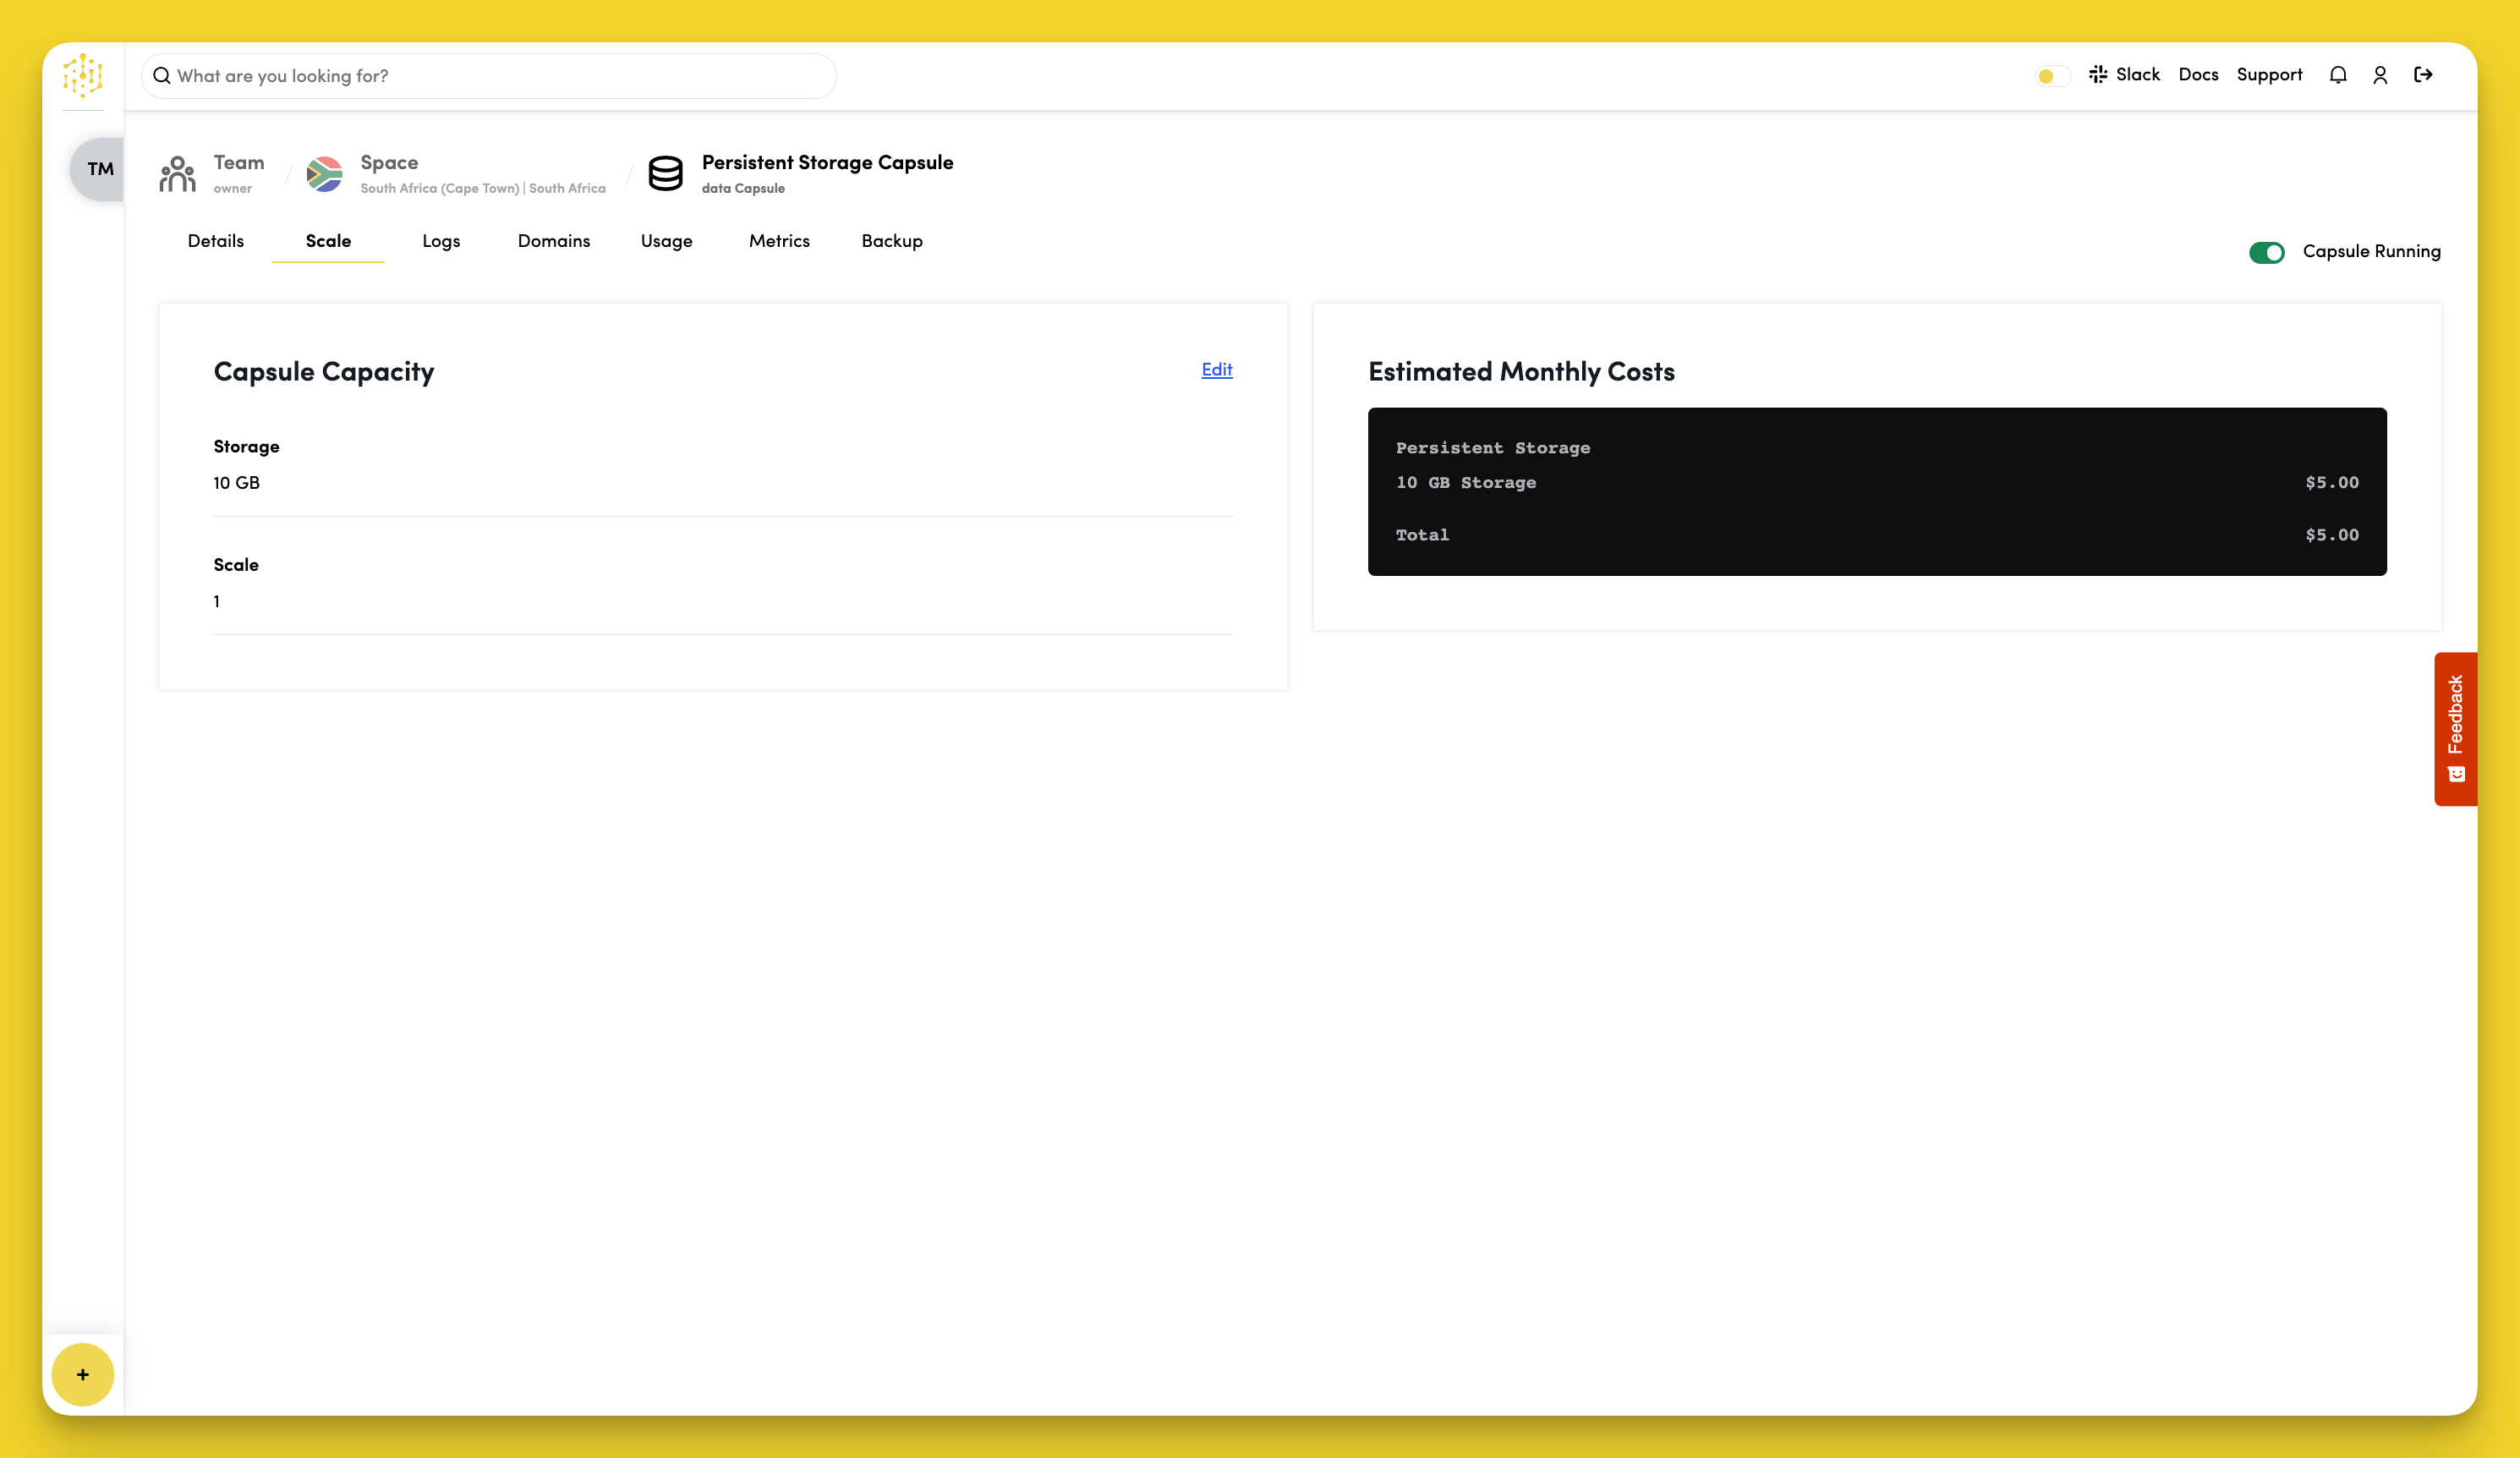 What are you looking for?
Slack Docs Support
TM
Team
owner
Space
South Africa (Cape Town) | South Africa
Persistent Storage Capsule
data Capsule
Details Scale Logs Domains Usage Metrics Backup
Capsule Running
Capsule Capacity
Edit
Storage
10 GB
Scale
1
Estimated Monthly Costs
Persistent Storage
10 GB Storage $5.00
Total $5.00
Feedback
+